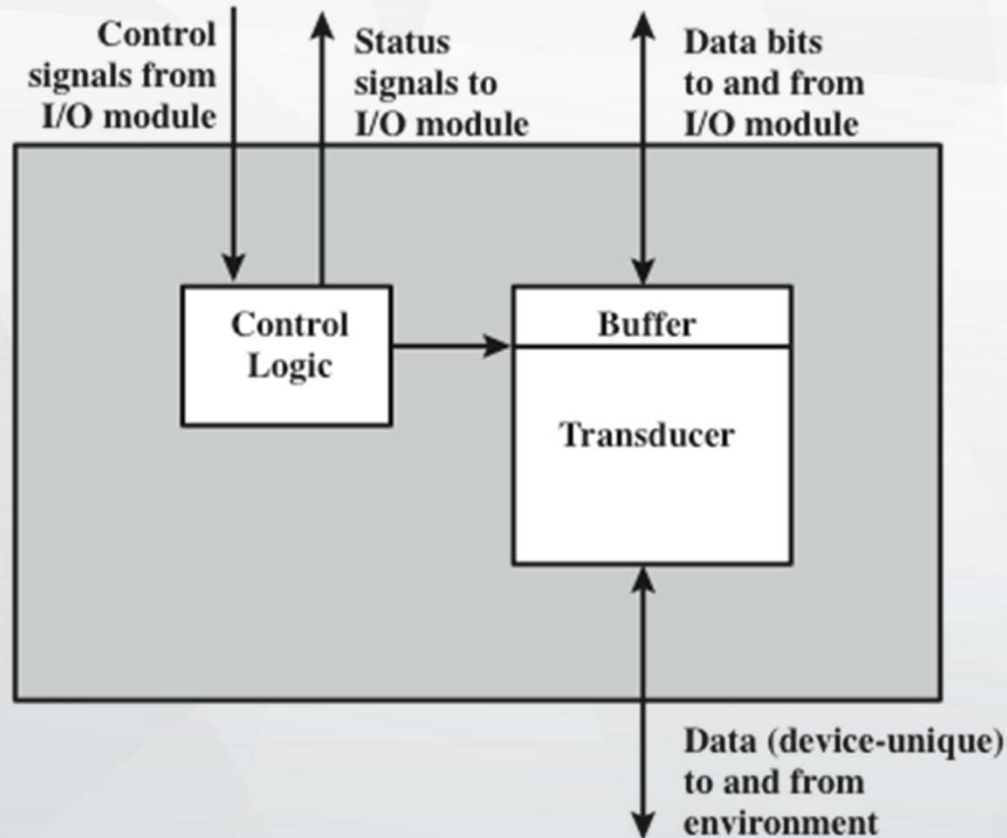 Control
signals from
I/O module
Status
signals to
I/O module
Data bits
to and from
I/O module
Control
Logic
Buffer
Transducer
Data (device-unique)
to and from
environment